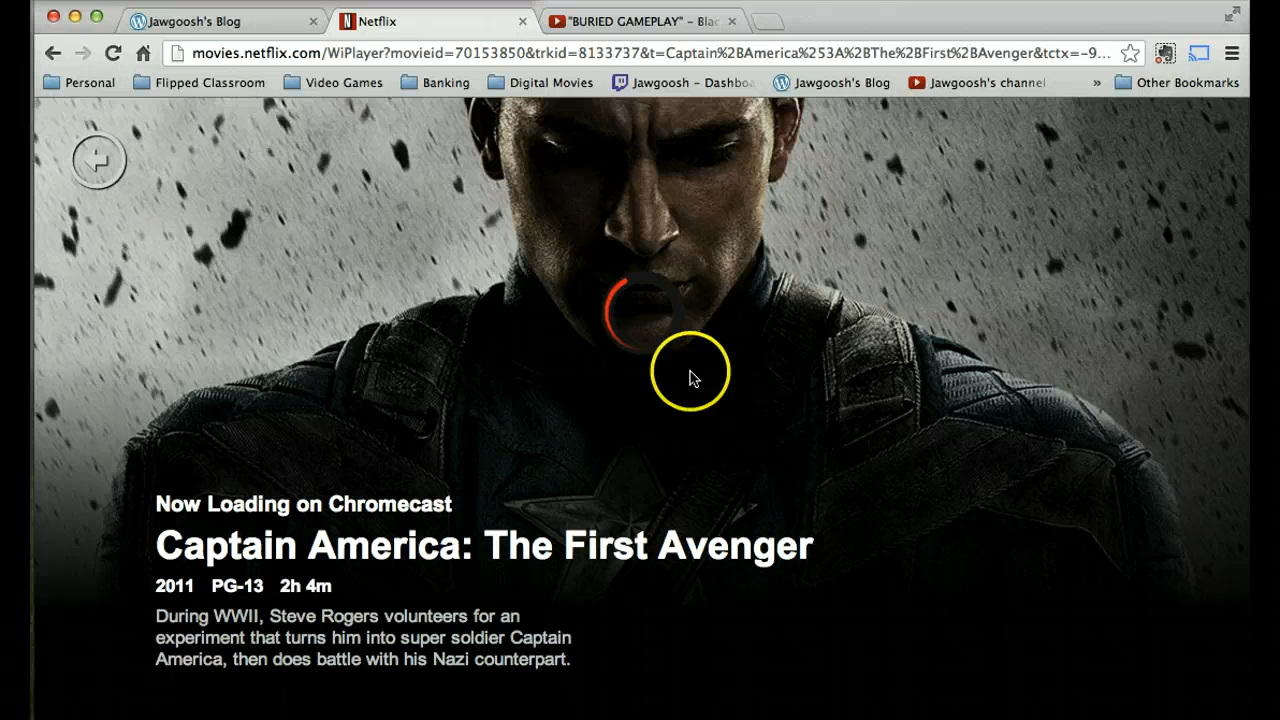 Jawgoosh's Blog
Netflix
"BURIED GAMEPLAY" – Blac
movies.netflix.com/WiPlayer?movieid=70153850&trkid=8133737&t=Captain%2BAmerica%253A%2BThe%2BFirst%2BAvenger&tctx=-9...
Personal
Flipped Classroom
Video Games
Banking
Digital Movies
Jawgoosh – Dashboa
Jawgoosh's Blog
Jawgoosh's channel
»
Other Bookmarks
Now Loading on Chromecast
Captain America: The First Avenger
2011 PG-13 2h 4m
During WWII, Steve Rogers volunteers for an
experiment that turns him into super soldier Captain
America, then does battle with his Nazi counterpart.